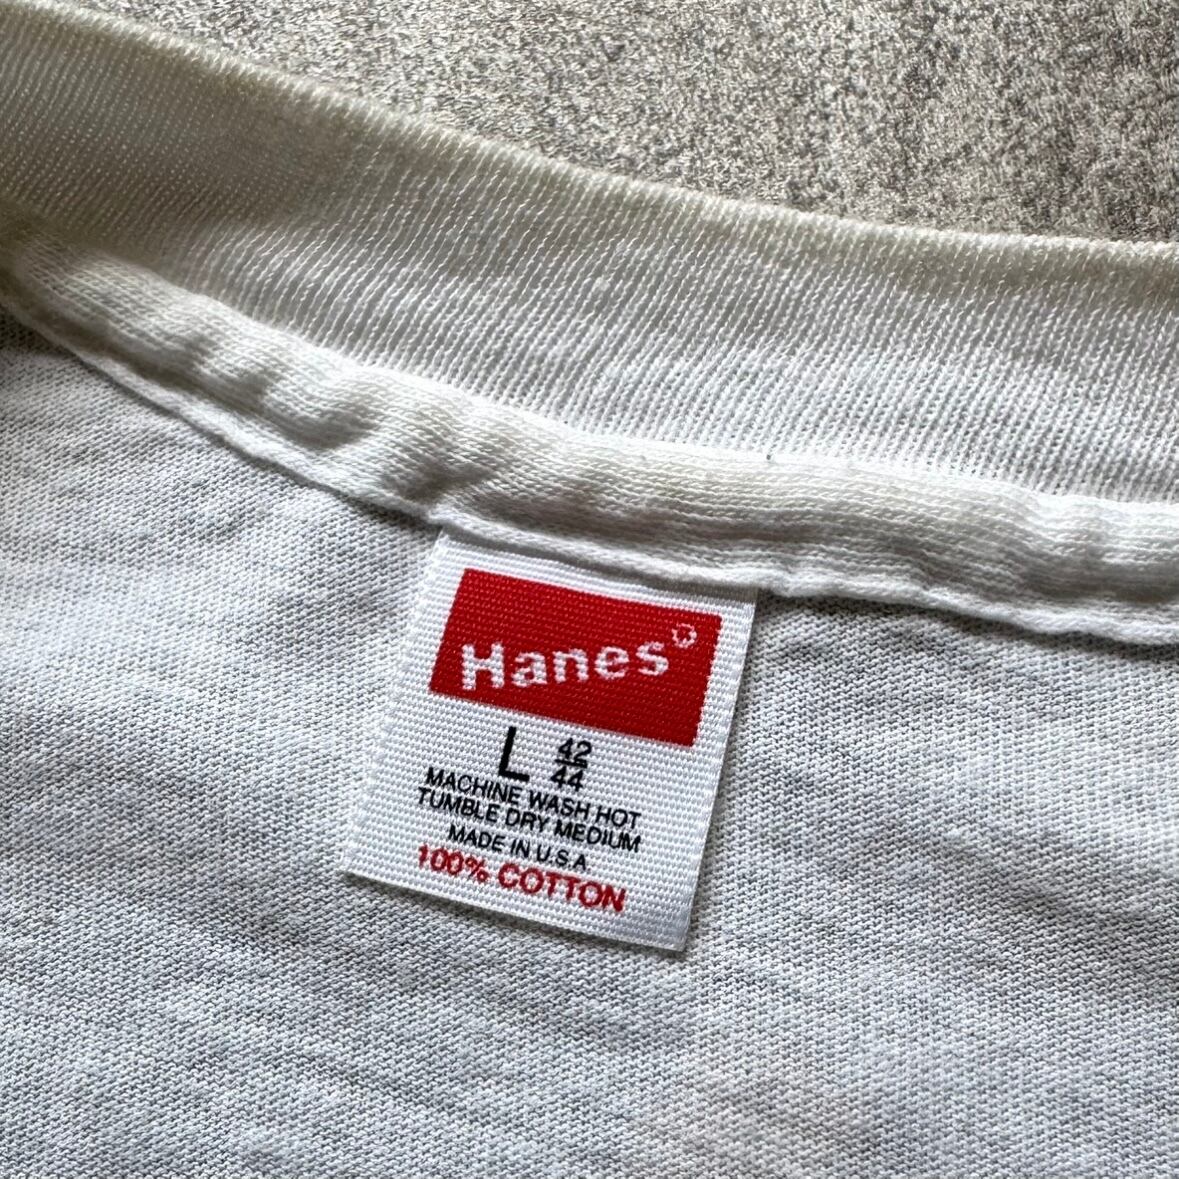 Hanes®
L 42/44
MACHINE WASH HOT
TUMBLE DRY MEDIUM
MADE IN U.S.A
100% COTTON